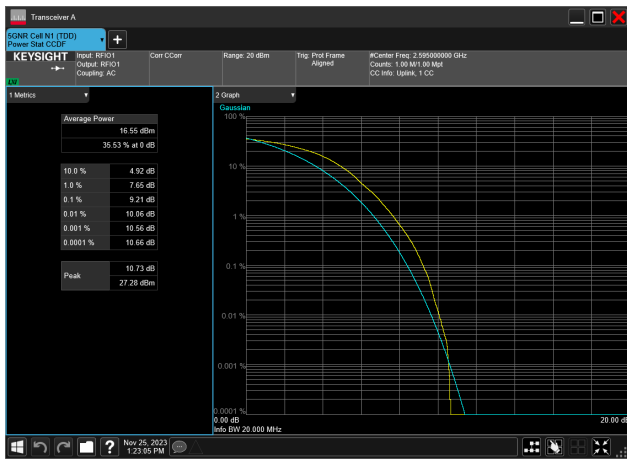 Transceiver A
5GNR Cell N1 (TDD)
Power Stat CCDF
KEYSIGHT
Input: RFIO1
Output: RFIO1
Coupling: AC
Corr CCorr
Range: 20 dBm
Trig: Prot Frame
Aligned
#Center Freq: 2.595000000 GHz
Counts: 1.00 M/1.00 Mpt
CC Info: Uplink, 1 CC
1 Metrics
Average Power
16.55 dBm
35.53 % at 0 dB
10.0 % 4.92 dB
1.0 % 7.65 dB
0.1 % 9.21 dB
0.01 % 10.06 dB
0.001 % 10.56 dB
0.0001 % 10.66 dB
Peak
10.73 dB
27.28 dBm
2 Graph
Gaussian
100 %
10 %
1 %
0.1 %
0.01 %
0.001 %
0.0001 %
0.00 dB
20.00 dB
Info BW 20.000 MHz
Nov 25, 2023
1:23:05 PM